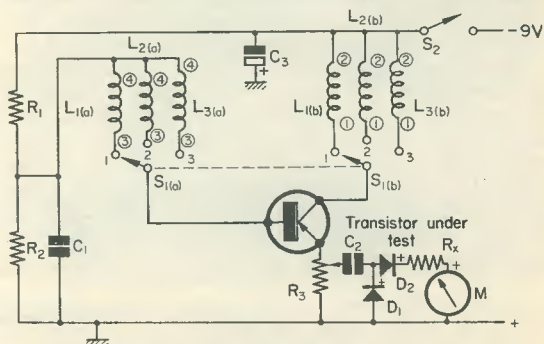 L2(a)
L2(b)
S2
−9V
C3
④ ④ ④
② ② ②
R1
L1(a)
L3(a)
L1(b)
L3(b)
③ ③ ③
① ① ①
1 2 3
1 2 3
S1(a)
S1(b)
R2
C1
Transistor under
test
C2
Rx
R3
D2
D1
M
+